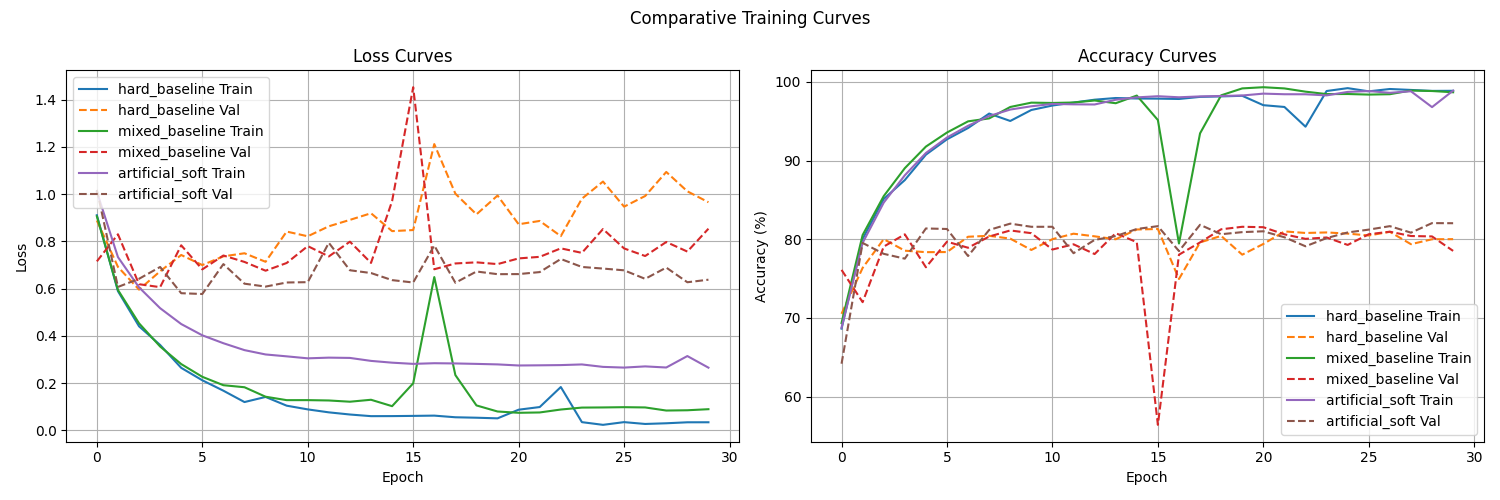 Comparative Training Curves
Loss Curves
Loss
1.4
1.2
1.0
0.8
0.6
0.4
0.2
0.0
hard_baseline Train
hard_baseline Val
mixed_baseline Train
mixed_baseline Val
artificial_soft Train
artificial_soft Val
0 5 10 15 20 25 30
Epoch
Accuracy Curves
Accuracy (%)
100
90
80
70
60
hard_baseline Train
hard_baseline Val
mixed_baseline Train
mixed_baseline Val
artificial_soft Train
artificial_soft Val
0 5 10 15 20 25 30
Epoch